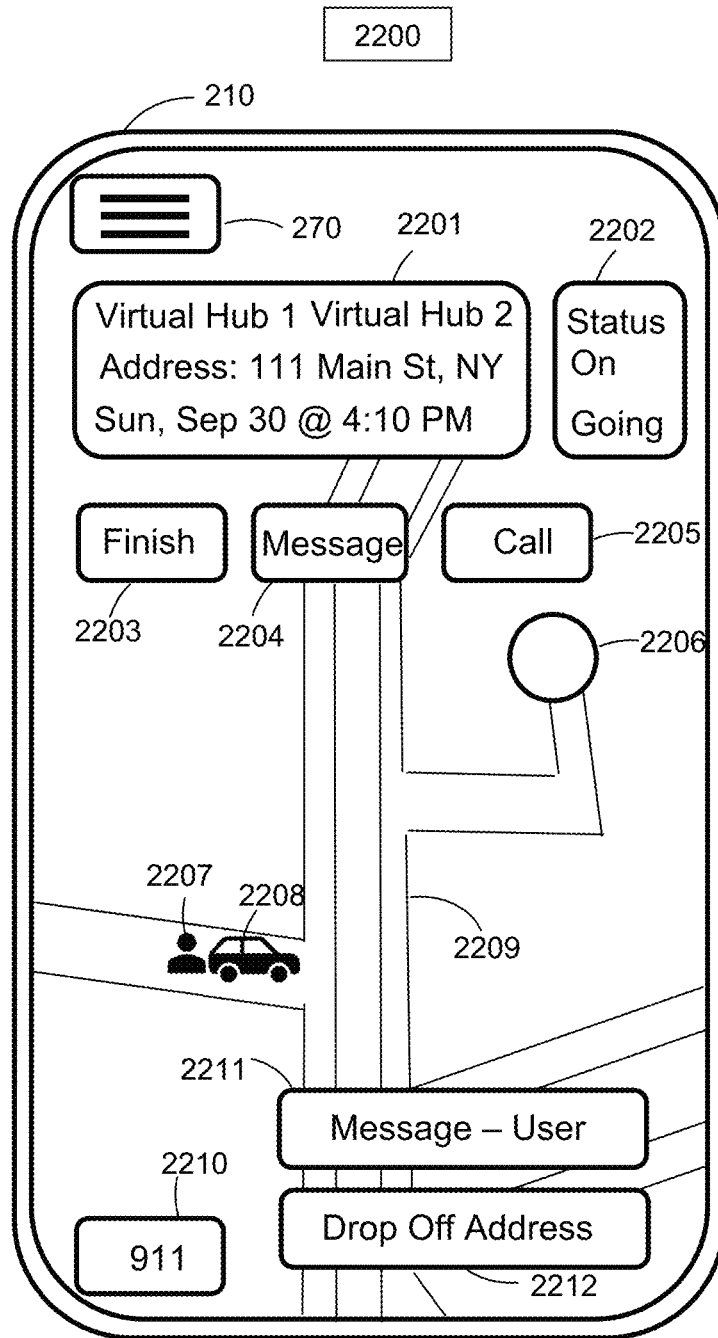 2200
210
270
2201
2202
Virtual Hub 1 Virtual Hub 2
Address: 111 Main St, NY
Sun, Sep 30 @ 4:10 PM
Status
On
Going
Finish
Message
Call
2205
2203
2204
2206
2207
2208
2209
2211
Message – User
2210
911
Drop Off Address
2212